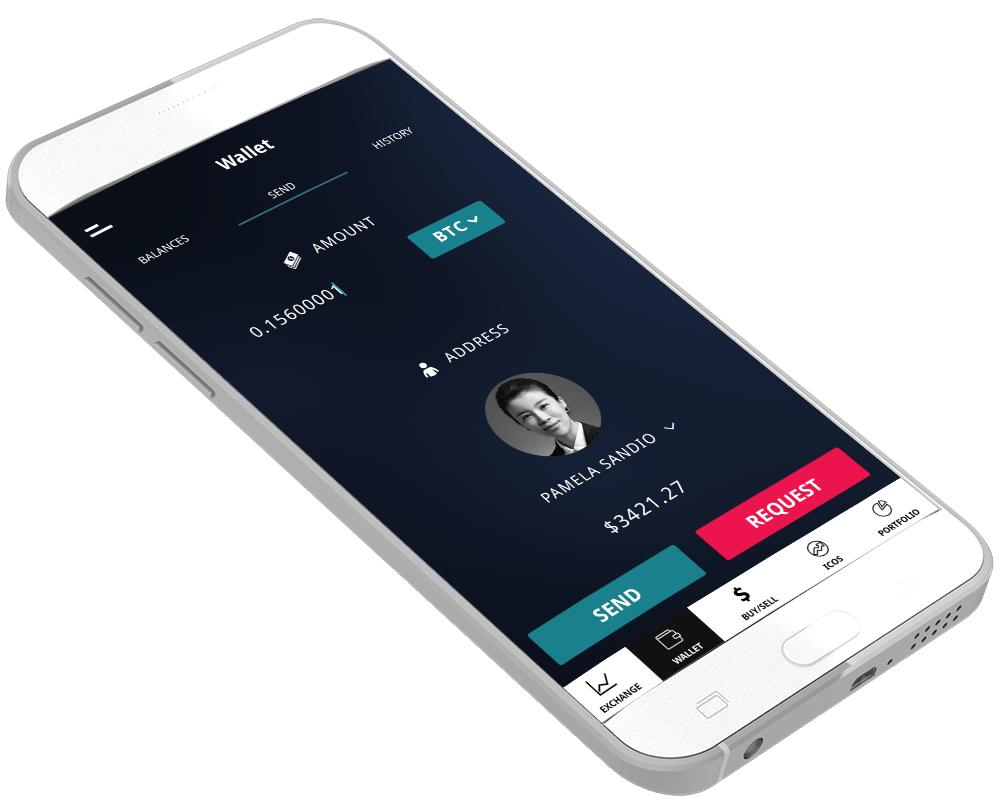 Wallet
BALANCES
SEND
HISTORY
AMOUNT
BTC
0.15600001
ADDRESS
PAMELA SANDIO
$3421.27
SEND
REQUEST
EXCHANGE
WALLET
BUY/SELL
ICOS
PORTFOLIO